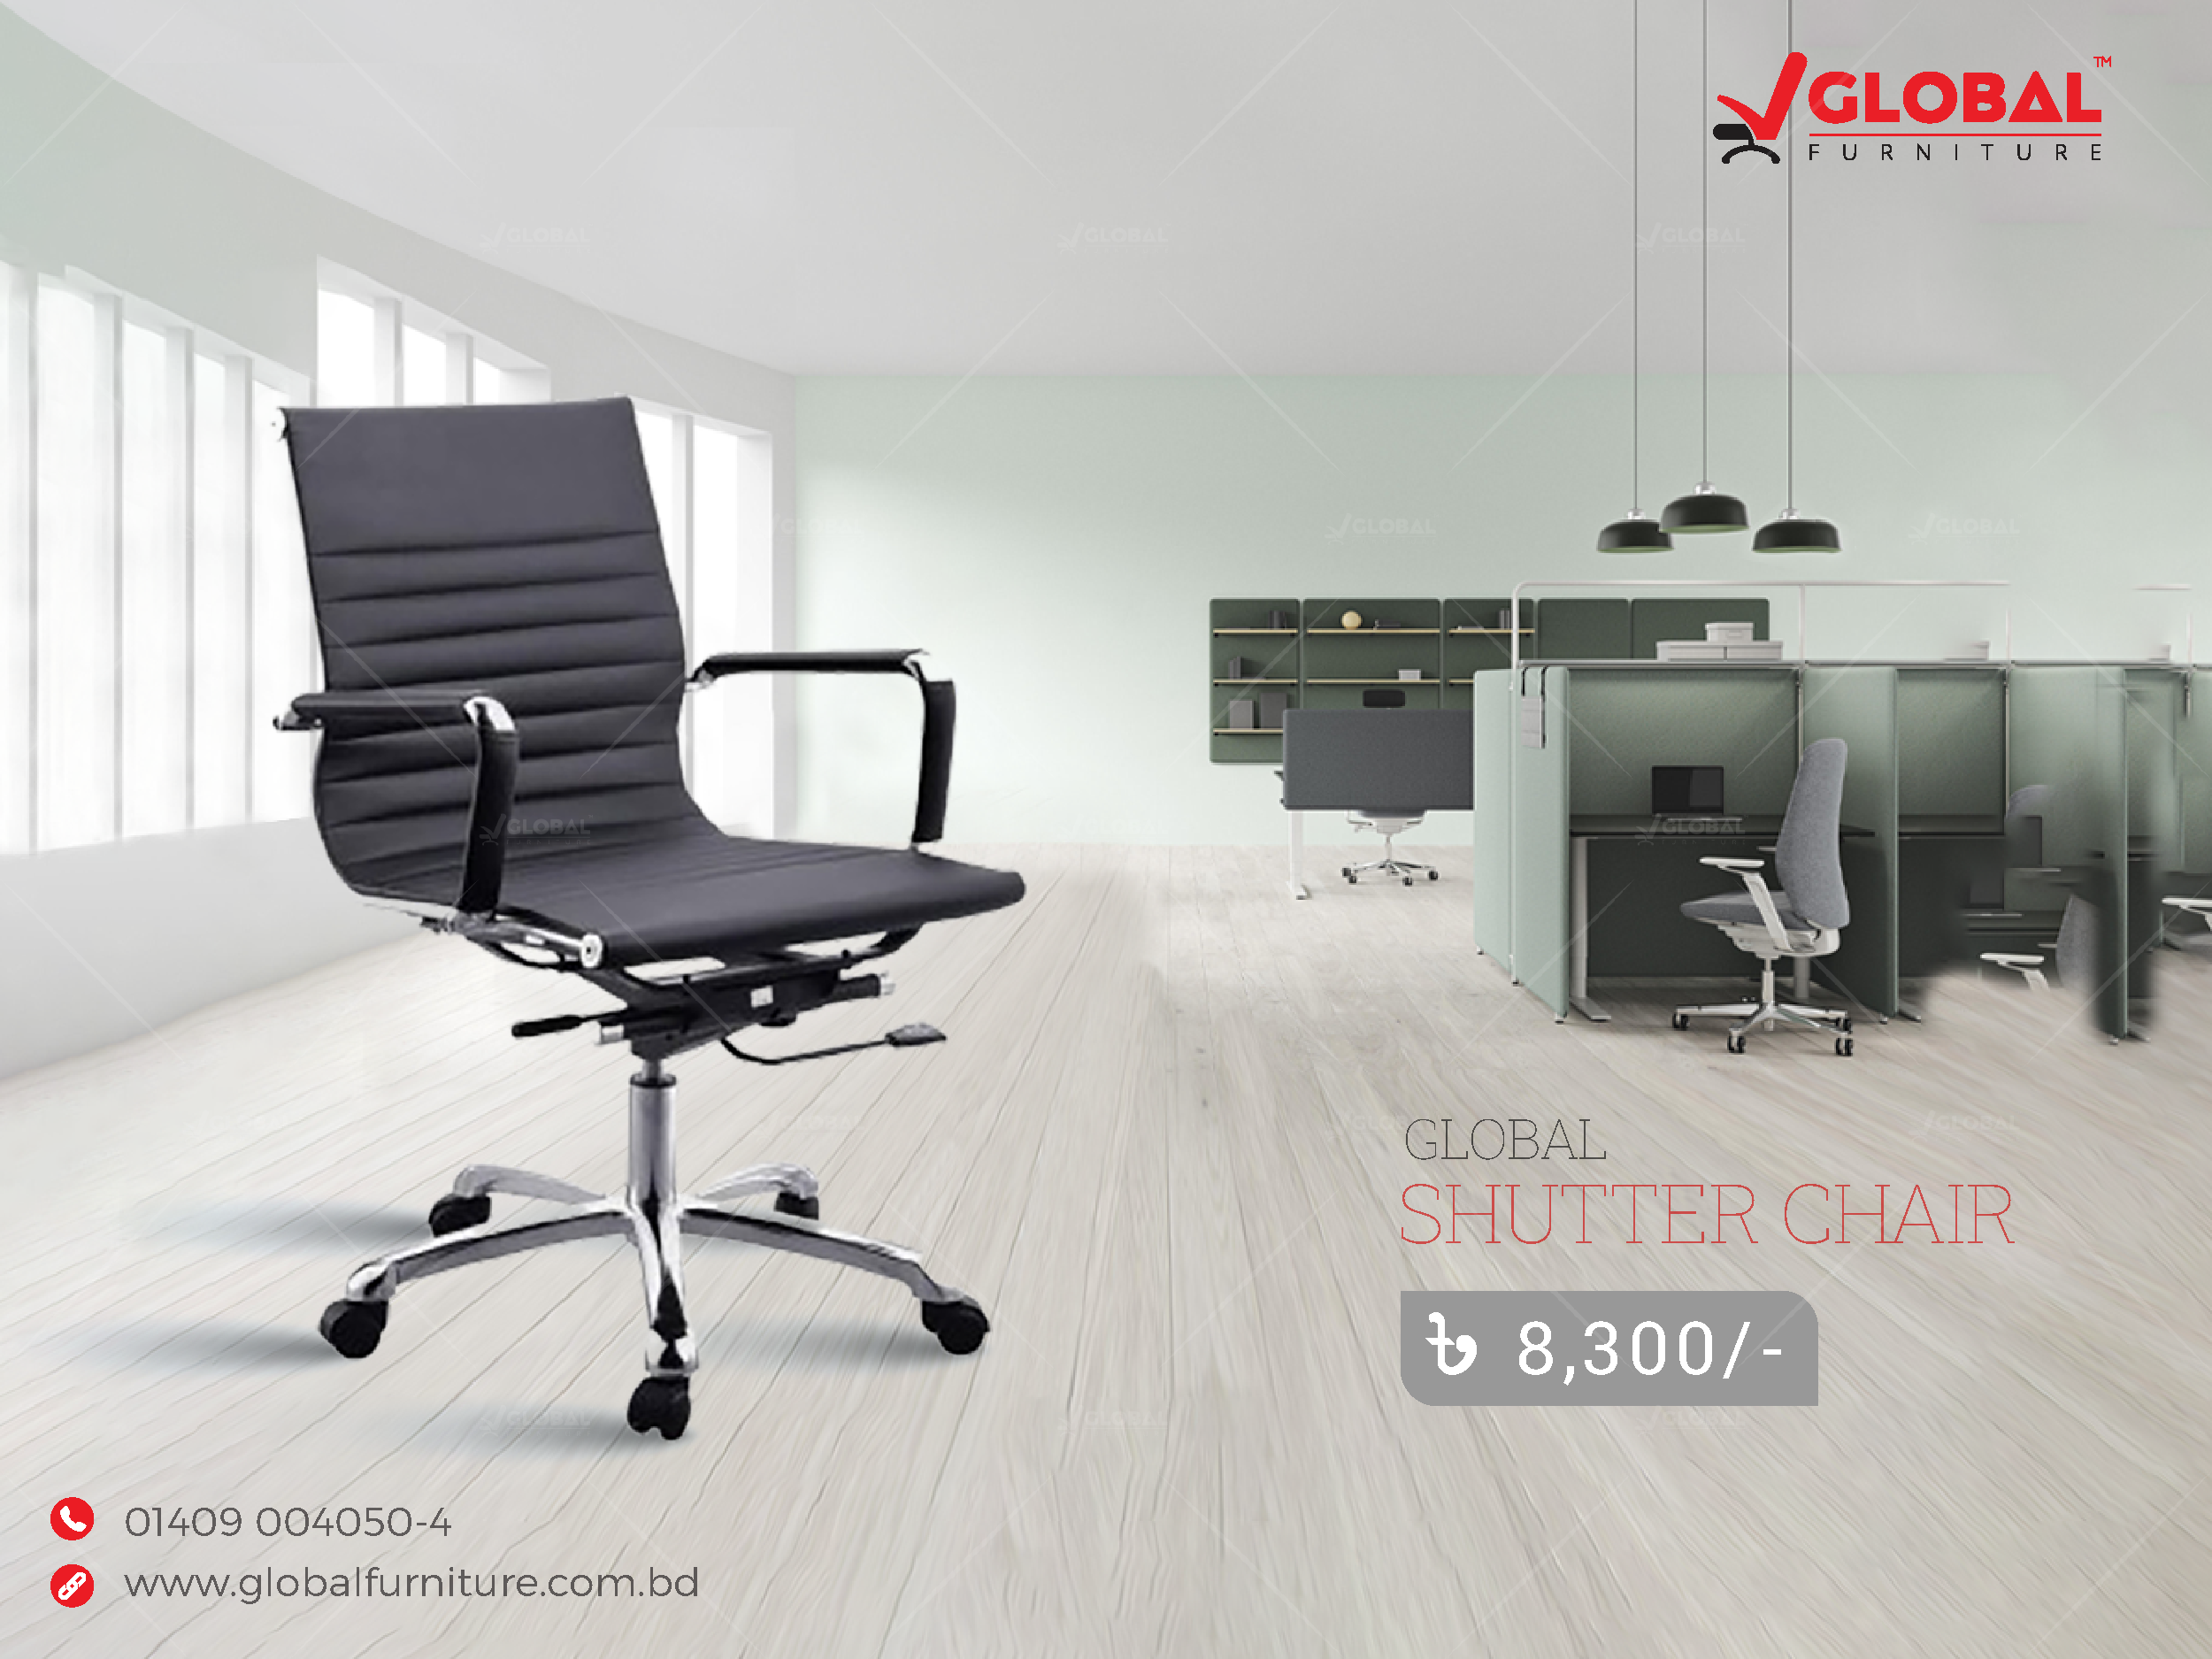 GLOBAL™
FURNITURE
GLOBAL
SHUTTER CHAIR
৳ 8,300/-
01409 004050-4
www.globalfurniture.com.bd